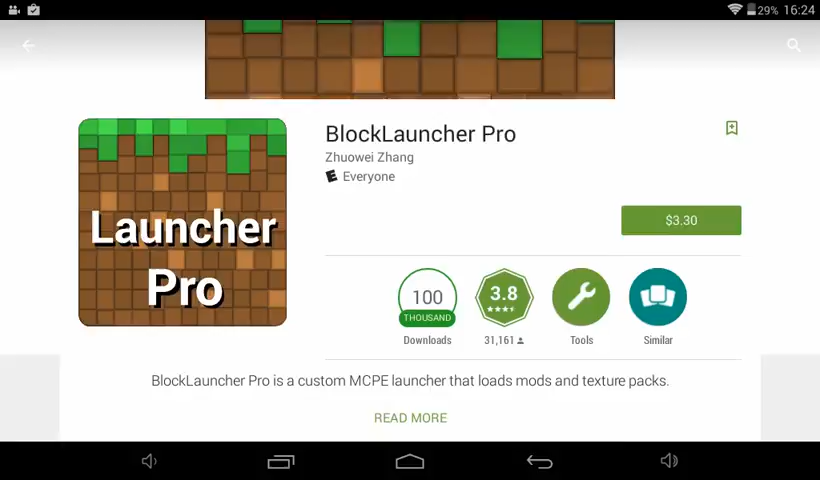 29% 16:24
BlockLauncher Pro
Zhuowei Zhang
E Everyone
$3.30
Launcher
Pro
100
THOUSAND
3.8
Downloads
31,161
Tools
Similar
BlockLauncher Pro is a custom MCPE launcher that loads mods and texture packs.
READ MORE